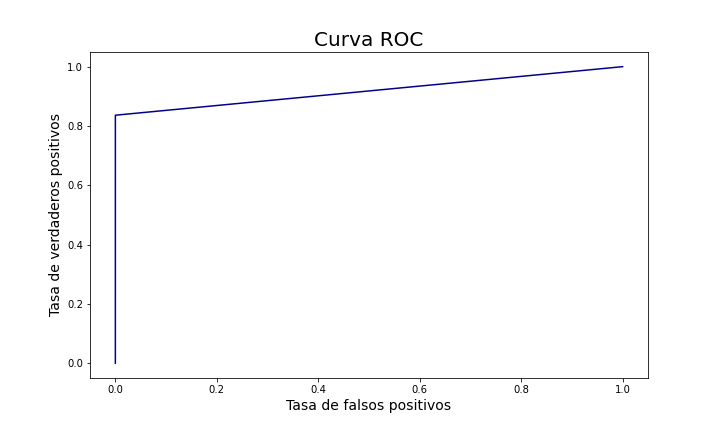 Curva ROC
1.0
0.8
0.6
0.4
0.2
0.0
Tasa de verdaderos positivos
0.0 0.2 0.4 0.6 0.8 1.0
Tasa de falsos positivos